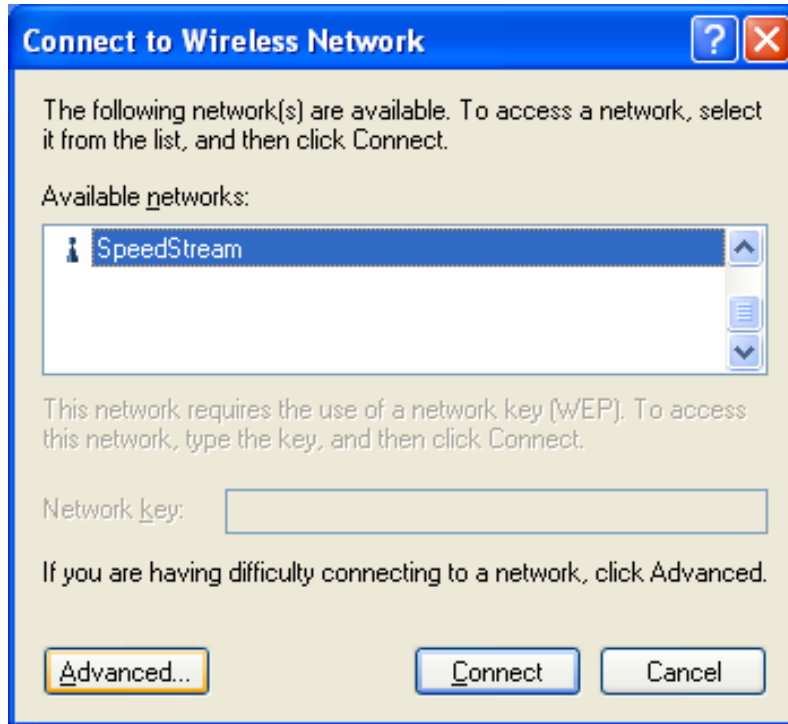 Connect to Wireless Network
The following network(s) are available. To access a network, select
it from the list, and then click Connect.
Available networks:
SpeedStream
This network requires the use of a network key (WEP). To access
this network, type the key, and then click Connect.
Network key:
If you are having difficulty connecting to a network, click Advanced.
Advanced... Connect Cancel